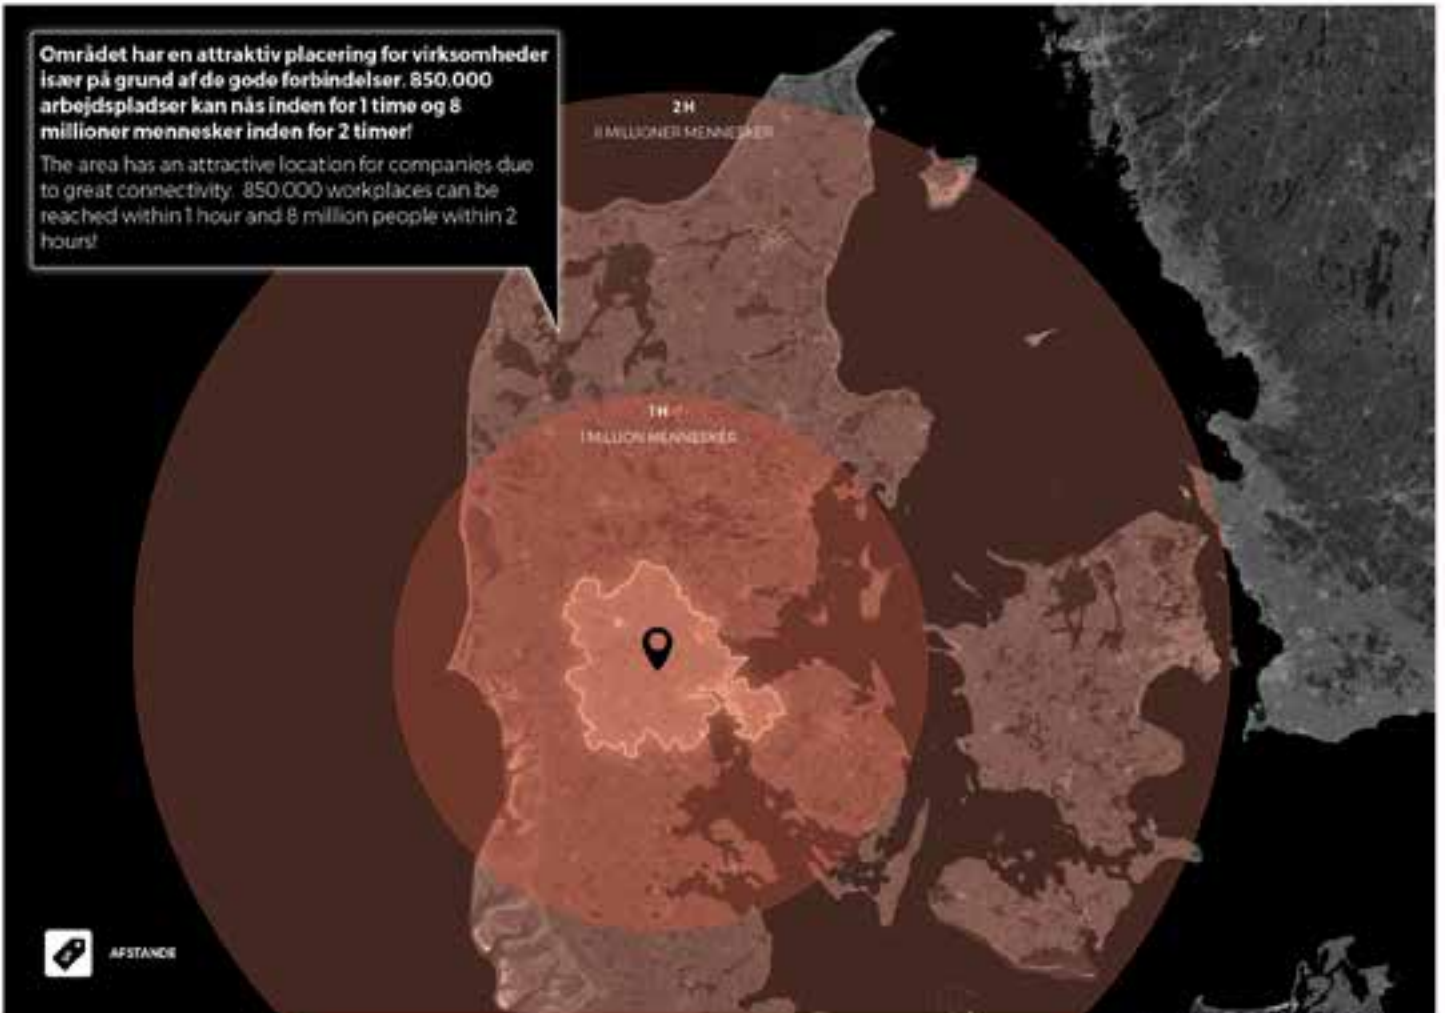 Området har en attraktiv placering for virksomheder
især på grund af de gode forbindelser. 850.000
arbejdspladser kan nås inden for 1 time og 8
millioner mennesker inden for 2 timer!
The area has an attractive location for companies due
to great connectivity. 850.000 workplaces can be
reached within 1 hour and 8 million people within 2
hours!
2H
8 MILLIONER MENNESKER
1H
1 MILLION MENNESKER
AFSTANDE